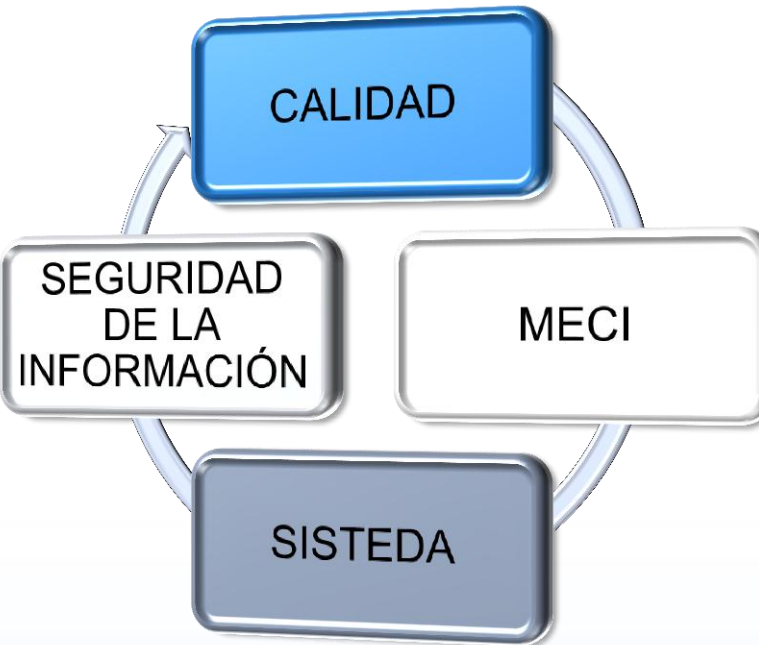 CALIDAD
SEGURIDAD
DE LA
INFORMACIÓN
MECI
SISTEDA